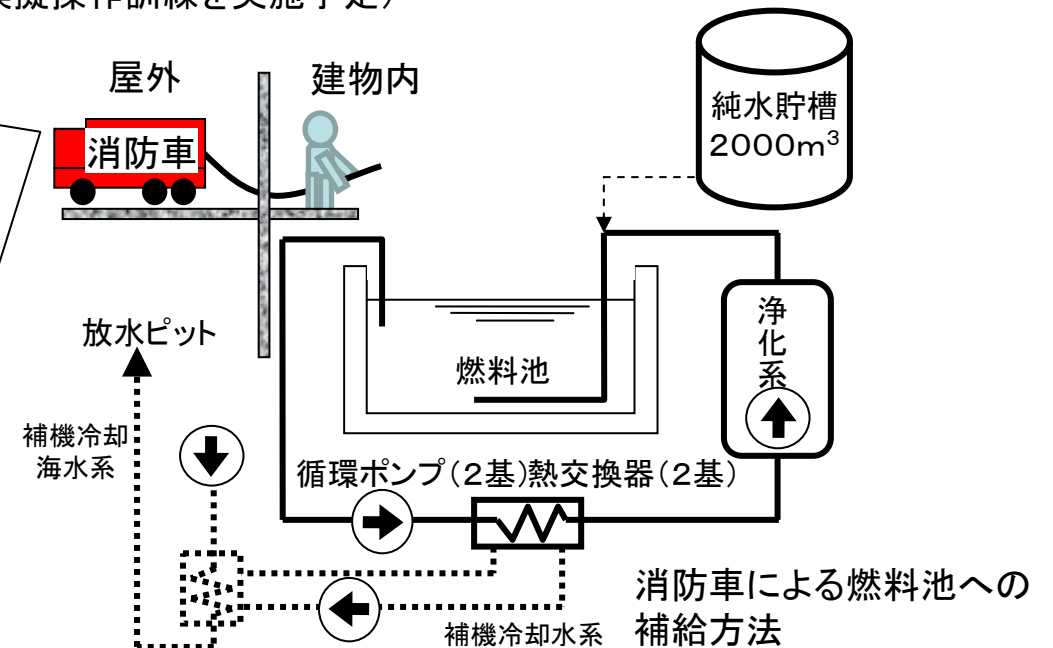 模擬操作訓練を実施予定)
屋外
建物内
消防車
純水貯槽
2000m³
放水ピット
燃料池
浄化系
補機冷却
海水系
循環ポンプ(2基)熱交換器(2基)
補機冷却水系
消防車による燃料池への
補給方法